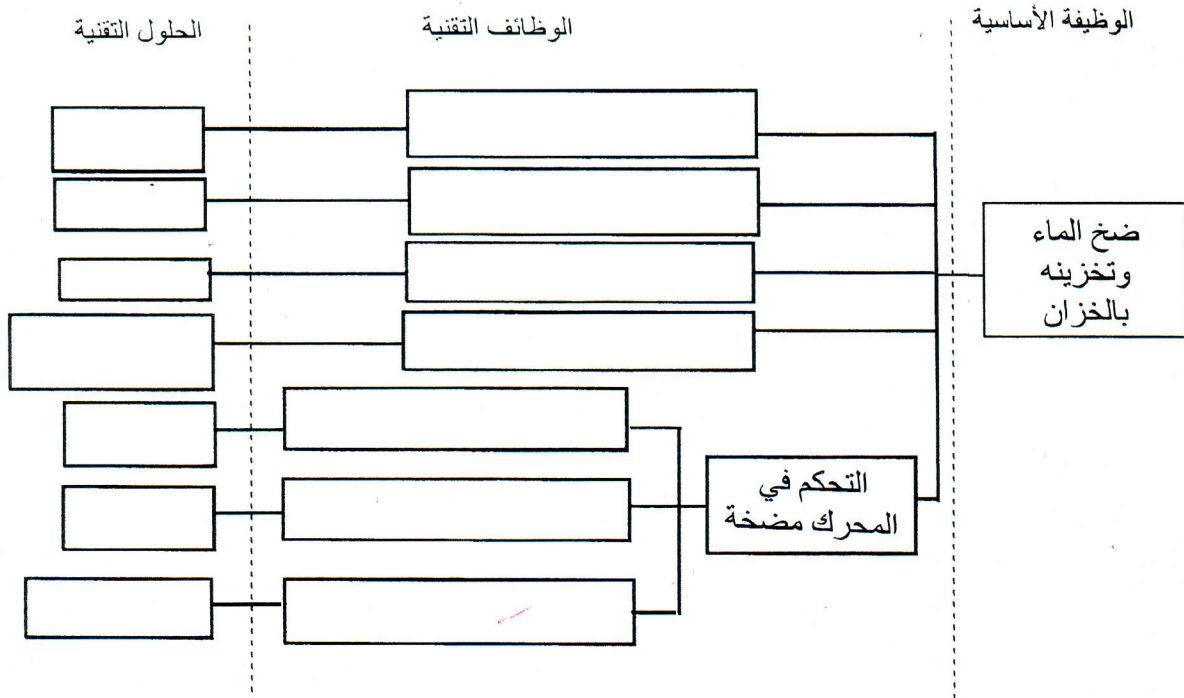 الوظيفة الأساسية
الوظائف التقنية
الحلول التقنية
ضخ الماء
وتخزينه
بالخزان
التحكم في
المحرك مضخة